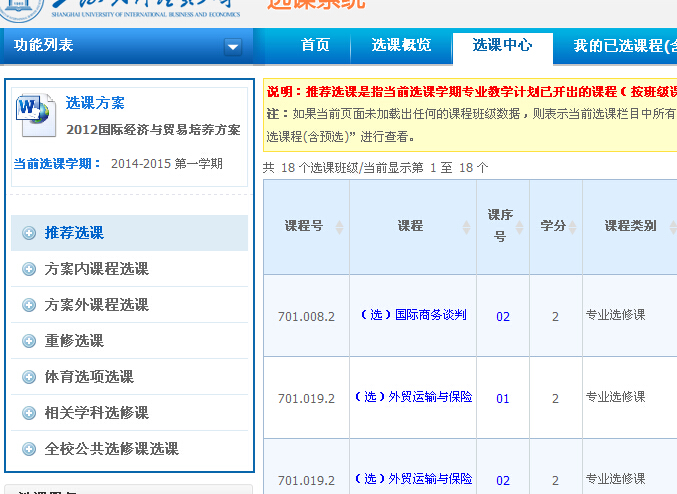 SHANGHAI UNIVERSITY OF INTERNATIONAL BUSINESS AND ECONOMICS
选课系统
功能列表
首页
选课概览
选课中心
我的已选课程(含
选课方案
2012国际经济与贸易培养方案
当前选课学期： 2014-2015 第一学期
推荐选课
方案内课程选课
方案外课程选课
重修选课
体育选项选课
相关学科选修课
全校公共选修课选课
说明：推荐选课是指当前选课学期专业教学计划已开出的课程（按班级课
注：如果当前页面未加载出任何的课程班级数据，则表示当前选课栏目中所有
选课程(含预选)”进行查看。
共 18 个选课班级/当前显示第 1 至 18 个
课程号 课程 课序号 学分 课程类别
701.008.2 （选）国际商务谈判 02 2 专业选修课
701.019.2 （选）外贸运输与保险 01 2 专业选修课
701.019.2 （选）外贸运输与保险 02 2 专业选修课